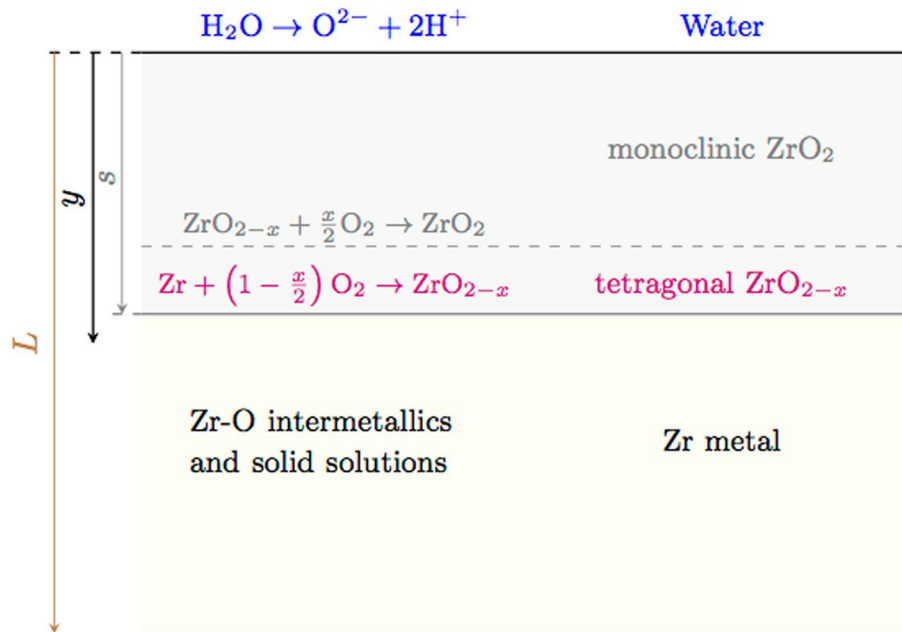 H₂O → O²⁻ + 2H⁺ Water
monoclinic ZrO₂
s
y
ZrO₂₋ₓ + x/2 O₂ → ZrO₂
Zr + (1 − x/2) O₂ → ZrO₂₋ₓ tetragonal ZrO₂₋ₓ
L
Zr-O intermetallics
and solid solutions
Zr metal